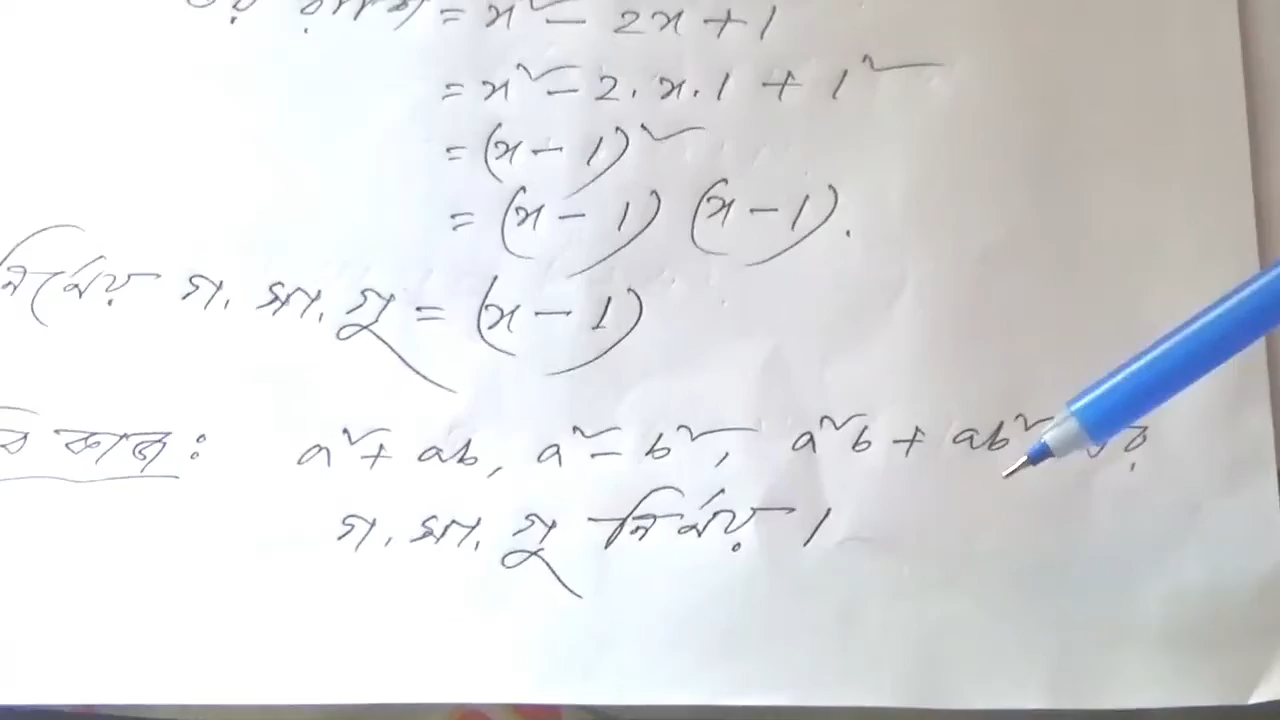 = x² - 2x + 1
= x² - 2. x. 1 + 1²
= (x - 1)²
= (x - 1) (x - 1).
নির্ণেয় গ. সা. গু = (x - 1)
কাজ : a² + ab, a² - b², a²b + ab² এর
গ. সা. গু নির্ণয় ।